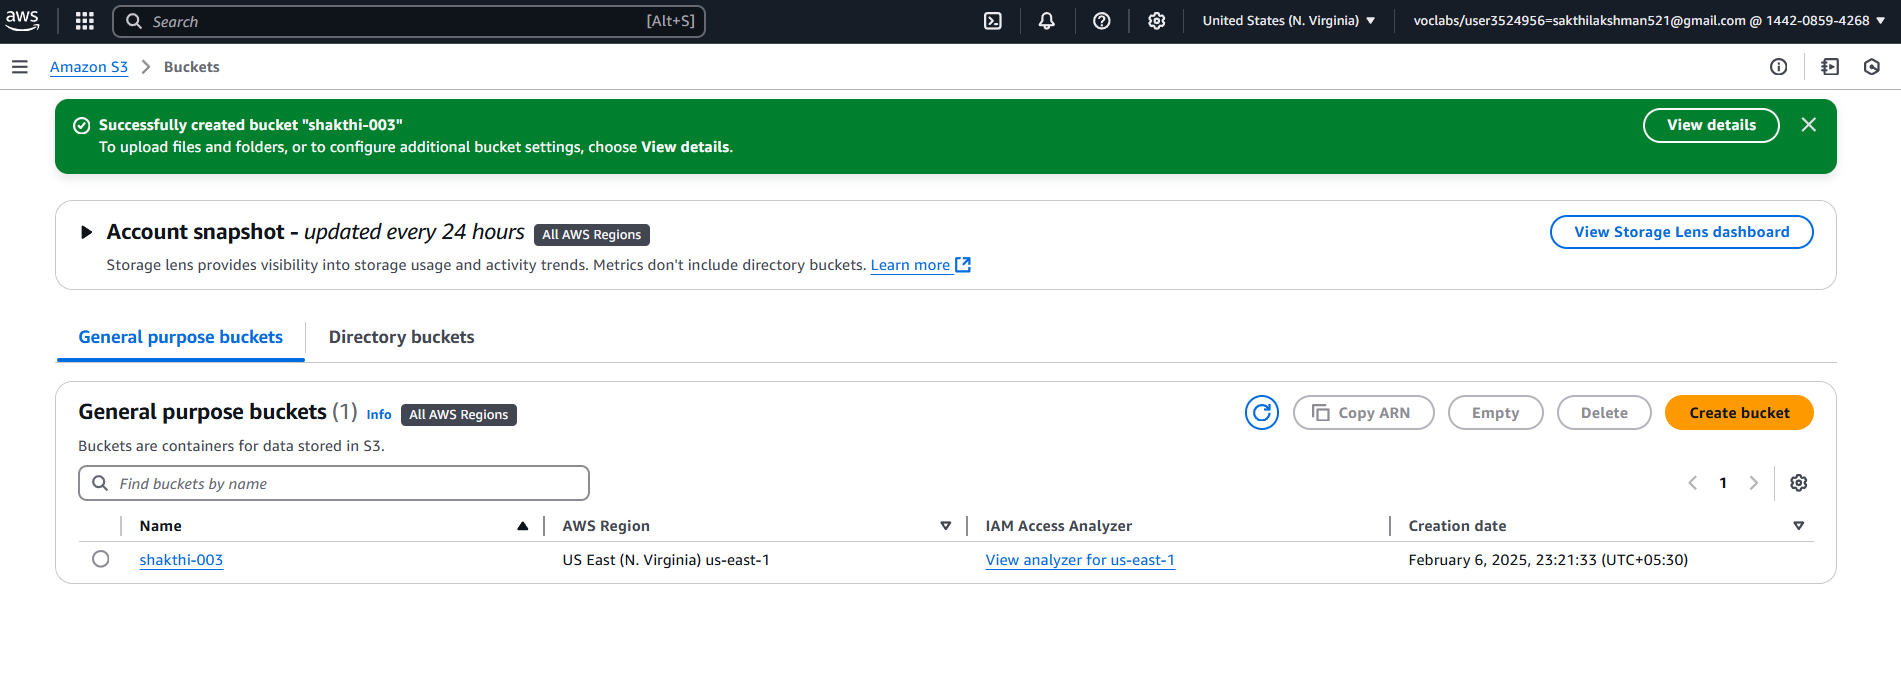 aws
Search [Alt+S]
United States (N. Virginia)
voclabs/user3524956=sakthilakshman521@gmail.com @ 1442-0859-4268
Amazon S3 > Buckets
Successfully created bucket "shakthi-003"
To upload files and folders, or to configure additional bucket settings, choose View details.
View details
Account snapshot - updated every 24 hours All AWS Regions
View Storage Lens dashboard
Storage lens provides visibility into storage usage and activity trends. Metrics don't include directory buckets. Learn more
General purpose buckets Directory buckets
General purpose buckets (1) Info All AWS Regions
Copy ARN Empty Delete Create bucket
Buckets are containers for data stored in S3.
Find buckets by name
1
Name AWS Region IAM Access Analyzer Creation date
shakthi-003 US East (N. Virginia) us-east-1 View analyzer for us-east-1 February 6, 2025, 23:21:33 (UTC+05:30)